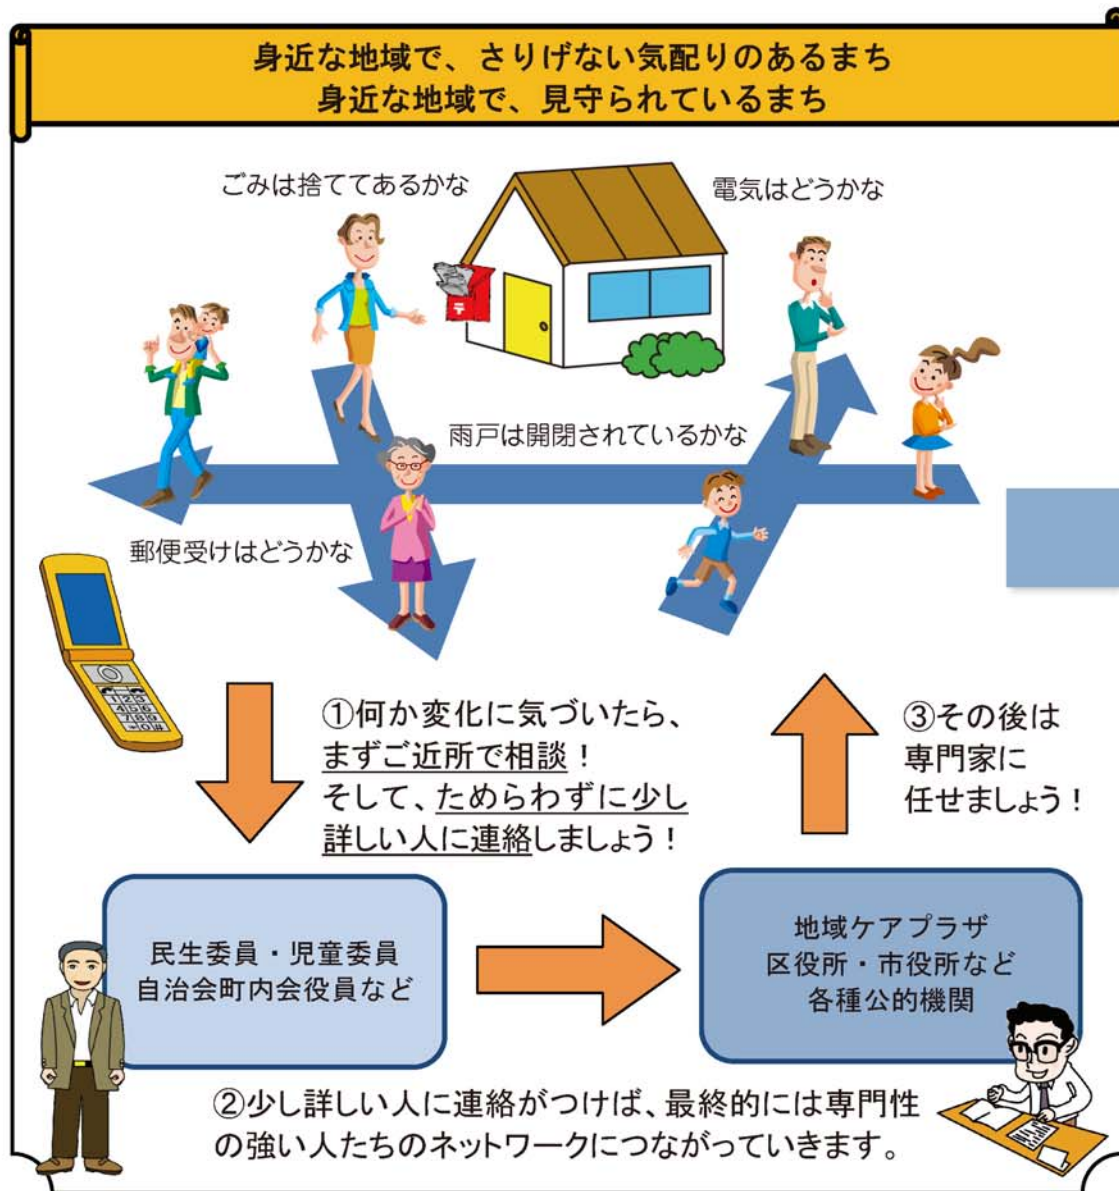 身近な地域で、さりげない気配りのあるまち
身近な地域で、見守られているまち
ごみは捨ててあるかな
電気はどうかな
〒
雨戸は開閉されているかな
郵便受けはどうかな
①何か変化に気づいたら、
まずご近所で相談！
そして、ためらわずに少し
詳しい人に連絡しましょう！
③その後は
専門家に
任せましょう！
民生委員・児童委員
自治会町内会役員など
地域ケアプラザ
区役所・市役所など
各種公的機関
②少し詳しい人に連絡がつけば、最終的には専門性
の強い人たちのネットワークにつながっていきます。